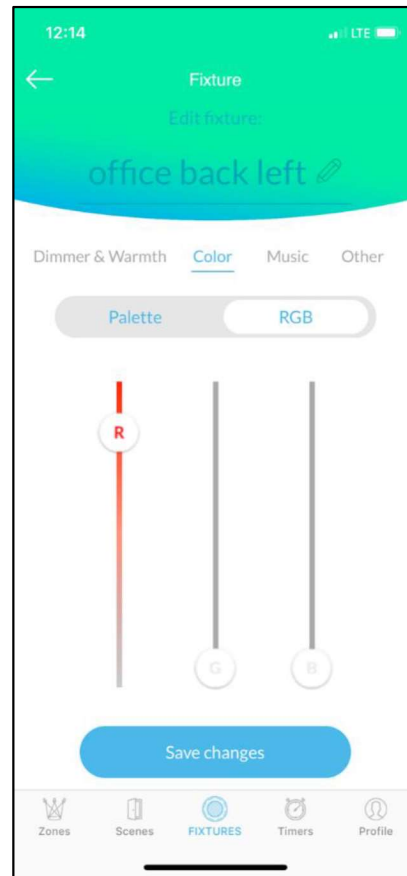 12:14 LTE
Fixture
Edit fixture:
office back left
Dimmer & Warmth Color Music Other
Palette RGB
R
G B
Save changes
Zones Scenes FIXTURES Timers Profile